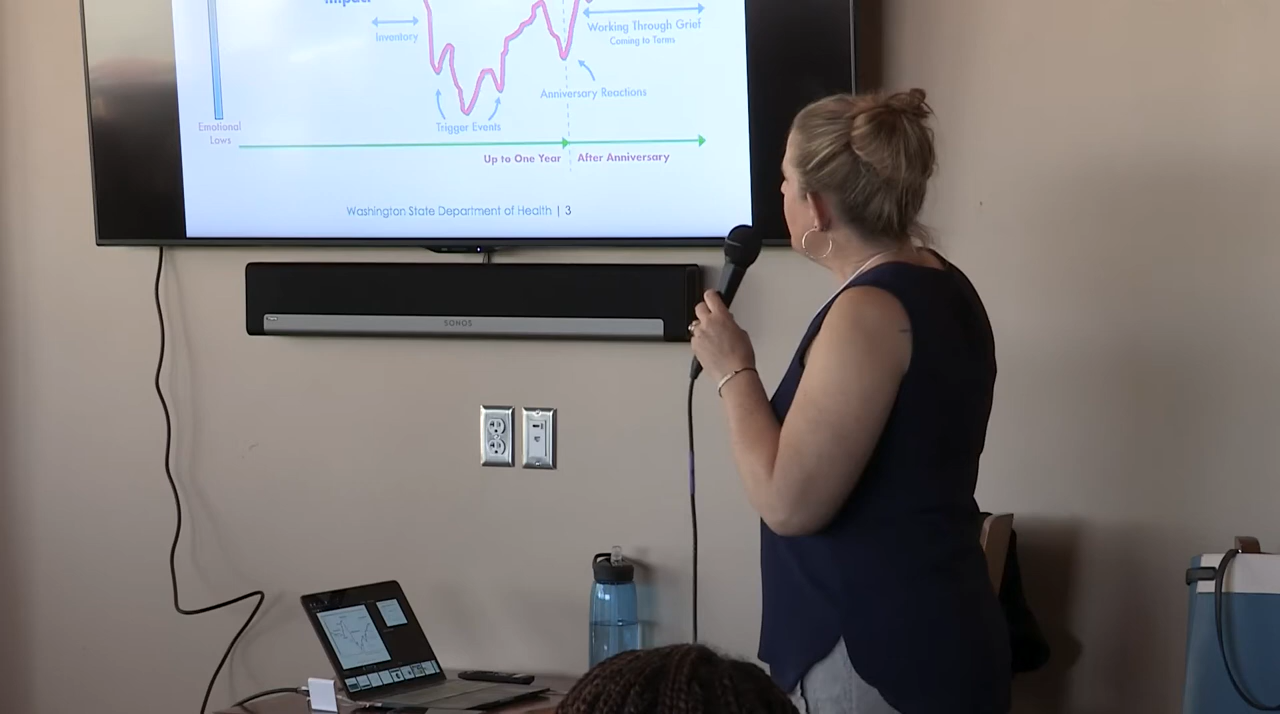 Impact
Inventory
Working Through Grief
Coming to Terms
Anniversary Reactions
Trigger Events
Emotional
Lows
Up to One Year
After Anniversary
Washington State Department of Health | 3
SONOS